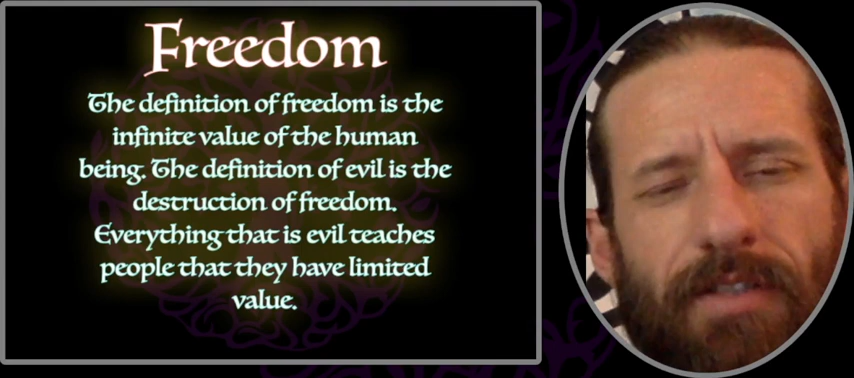 Freedom
The definition of freedom is the
infinite value of the human
being. The definition of evil is the
destruction of freedom.
Everything that is evil teaches
people that they have limited
value.